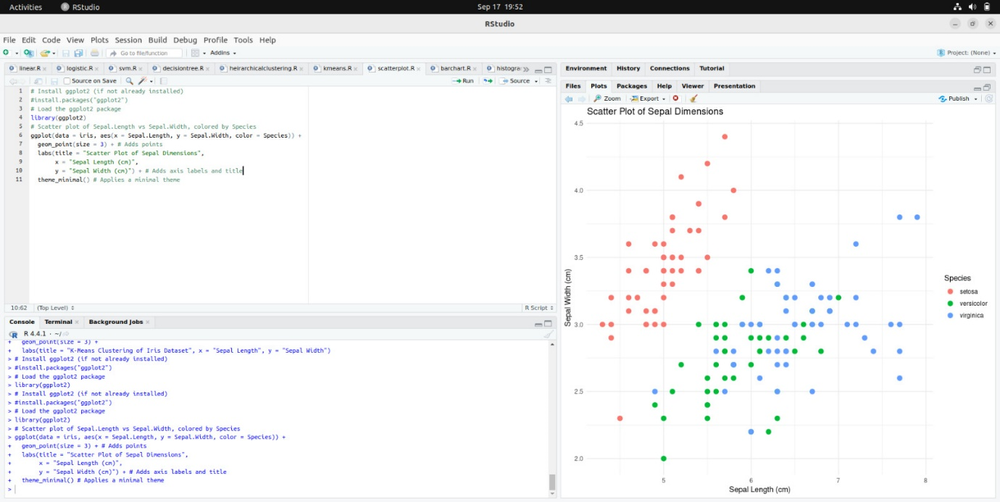 Activities RStudio Sep 17 19:52
RStudio
File Edit Code View Plots Session Build Debug Profile Tools Help
Go to file/function Addins Project: (None)
linear.R logistic.R svm.R decisiontree.R heirarchicalclustering.R kmeans.R scatterplot.R barchart.R histogra
Source on Save Run Source
1 # Install ggplot2 (if not already installed)
2 #install.packages("ggplot2")
3 # Load the ggplot2 package
4 library(ggplot2)
5 # Scatter plot of Sepal.Length vs Sepal.Width, colored by Species
6 ggplot(data = iris, aes(x = Sepal.Length, y = Sepal.Width, color = Species)) +
7 geom_point(size = 3) + # Adds points
8 labs(title = "Scatter Plot of Sepal Dimensions",
9 x = "Sepal Length (cm)",
10 y = "Sepal Width (cm)") + # Adds axis labels and title
11 theme_minimal() # Applies a minimal theme
10:62 (Top Level) R Script
Console Terminal Background Jobs
R R 4.4.1 · ~/
+ geom_point(size = 3) +
+ labs(title = "K-Means Clustering of Iris Dataset", x = "Sepal Length", y = "Sepal Width")
> # Install ggplot2 (if not already installed)
> #install.packages("ggplot2")
> # Load the ggplot2 package
> library(ggplot2)
> # Install ggplot2 (if not already installed)
> #install.packages("ggplot2")
> # Load the ggplot2 package
> library(ggplot2)
> # Scatter plot of Sepal.Length vs Sepal.Width, colored by Species
> ggplot(data = iris, aes(x = Sepal.Length, y = Sepal.Width, color = Species)) +
+ geom_point(size = 3) + # Adds points
+ labs(title = "Scatter Plot of Sepal Dimensions",
+ x = "Sepal Length (cm)",
+ y = "Sepal Width (cm)") + # Adds axis labels and title
+ theme_minimal() # Applies a minimal theme
>
Environment History Connections Tutorial
Files Plots Packages Help Viewer Presentation
Zoom Export Publish
Scatter Plot of Sepal Dimensions
4.5
4.0
3.5
3.0
2.5
2.0
Sepal Width (cm)
5 6 7 8
Sepal Length (cm)
Species
setosa
versicolor
virginica